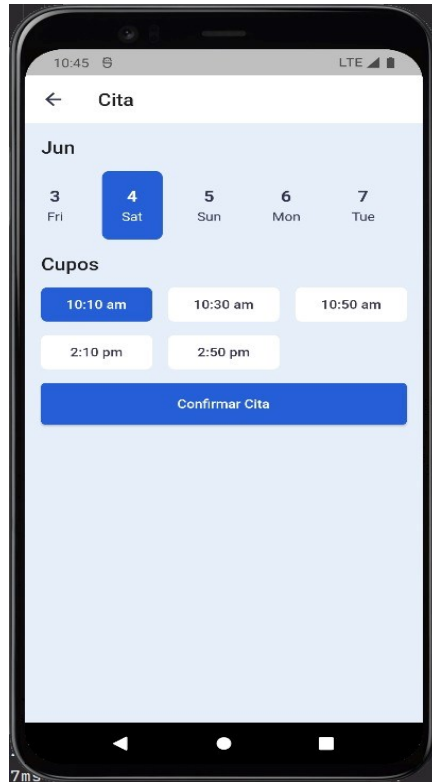 10:45 LTE
Cita
Jun
3 4 5 6 7
Fri Sat Sun Mon Tue
Cupos
10:10 am 10:30 am 10:50 am
2:10 pm 2:50 pm
Confirmar Cita
7ms